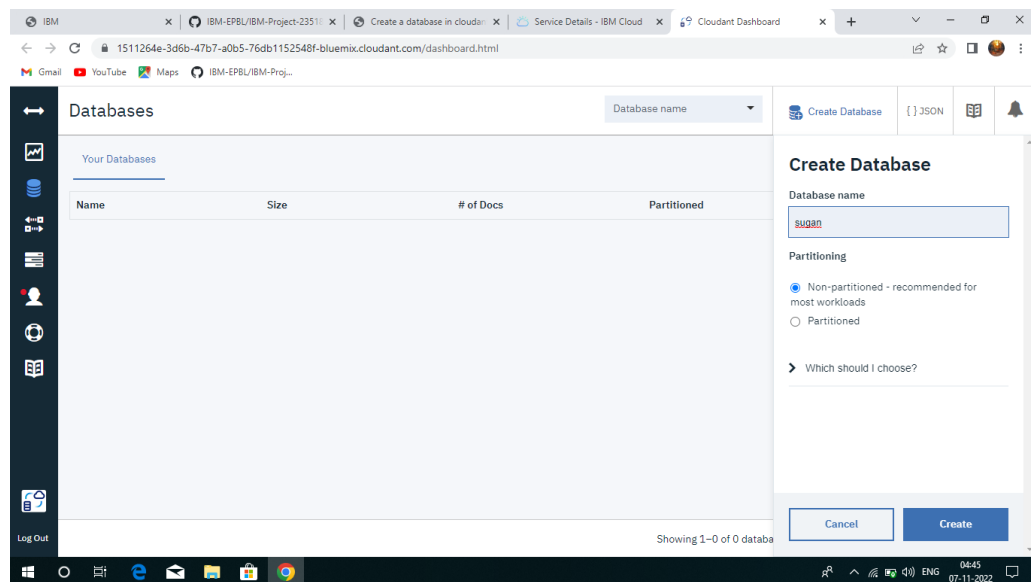 IBM
IBM-EPBL/IBM-Project-2351
Create a database in cloudan
Service Details - IBM Cloud
Cloudant Dashboard
1511264e-3d6b-47b7-a0b5-76db1152548f-bluemix.cloudant.com/dashboard.html
Gmail YouTube Maps IBM-EPBL/IBM-Proj...
Databases
Database name
Create Database
{ } JSON
Your Databases
Name Size # of Docs Partitioned
Create Database
Database name
sugan
Partitioning
Non-partitioned - recommended for
most workloads
Partitioned
Which should I choose?
Cancel Create
Log Out
Showing 1–0 of 0 databa
ENG
04:45
07-11-2022